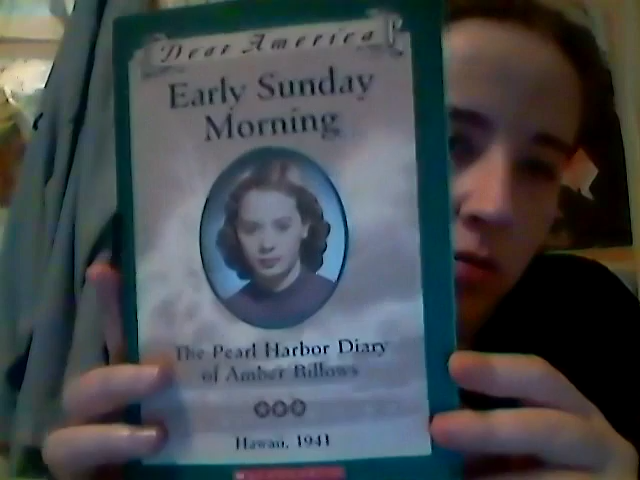 Dear America
Early Sunday
Morning
The Pearl Harbor Diary
of Amber Billows
Hawaii, 1941